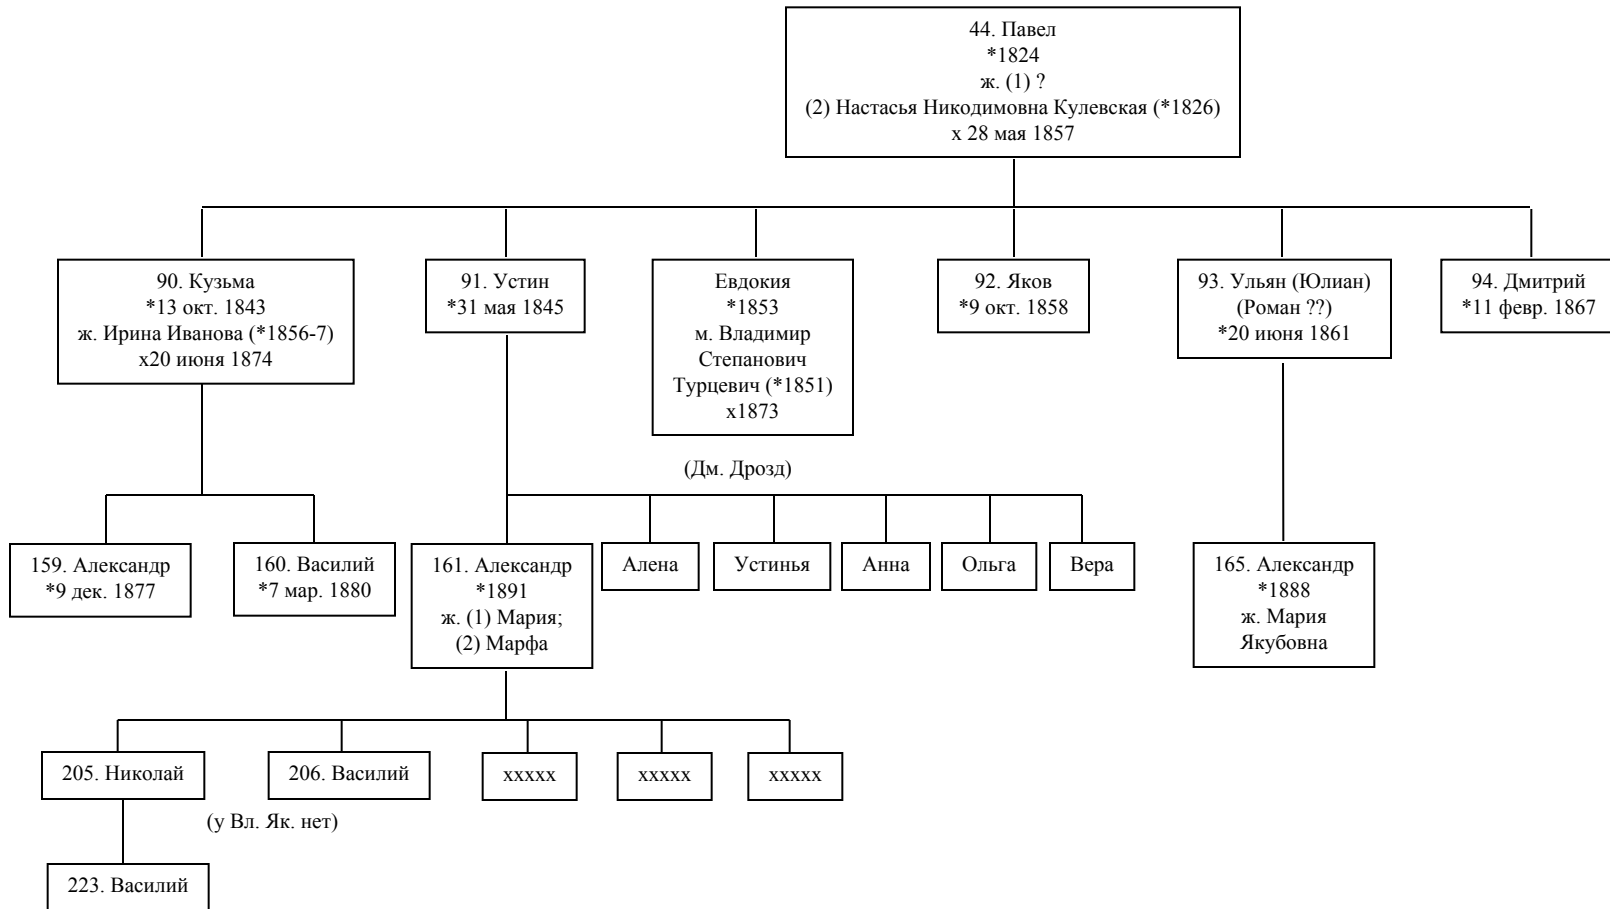 44. Павел
*1824
ж. (1) ?
(2) Настасья Никодимовна Кулевская (*1826)
х 28 мая 1857
90. Кузьма
*13 окт. 1843
ж. Ирина Иванова (*1856-7)
х20 июня 1874
91. Устин
*31 мая 1845
Евдокия
*1853
м. Владимир
Степанович
Турцевич (*1851)
х1873
92. Яков
*9 окт. 1858
93. Ульян (Юлиан)
(Роман ??)
*20 июня 1861
94. Дмитрий
*11 февр. 1867
(Дм. Дрозд)
159. Александр
*9 дек. 1877
160. Василий
*7 мар. 1880
161. Александр
*1891
ж. (1) Мария;
(2) Марфа
Алена
Устинья
Анна
Ольга
Вера
165. Александр
*1888
ж. Мария
Якубовна
205. Николай
206. Василий
ххххх
ххххх
ххххх
(у Вл. Як. нет)
223. Василий